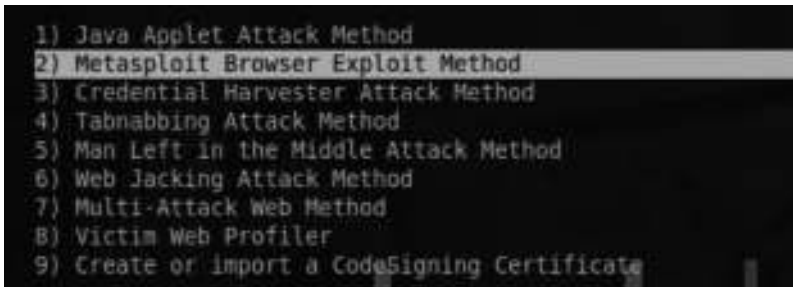 1) Java Applet Attack Method
2) Metasploit Browser Exploit Method
3) Credential Harvester Attack Method
4) Tabnabbing Attack Method
5) Man Left in the Middle Attack Method
6) Web Jacking Attack Method
7) Multi-Attack Web Method
8) Victim Web Profiler
9) Create or import a CodeSigning Certificate